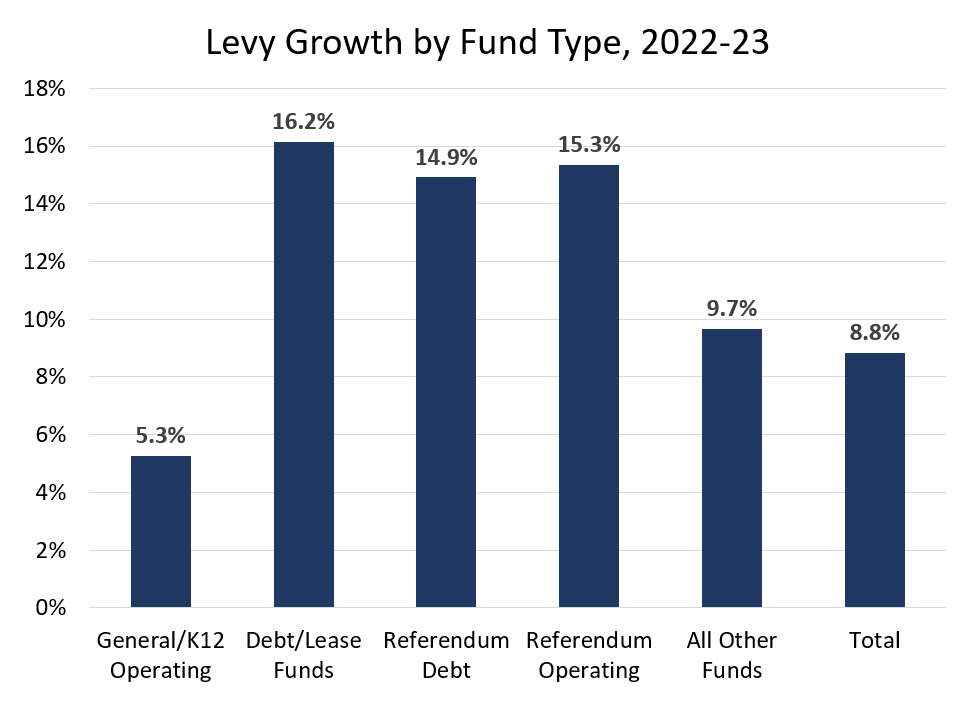 Levy Growth by Fund Type, 2022-23
18%
16%
14%
12%
10%
8%
6%
4%
2%
0%
5.3%
16.2%
14.9%
15.3%
9.7%
8.8%
General/K12
Operating
Debt/Lease
Funds
Referendum
Debt
Referendum
Operating
All Other
Funds
Total